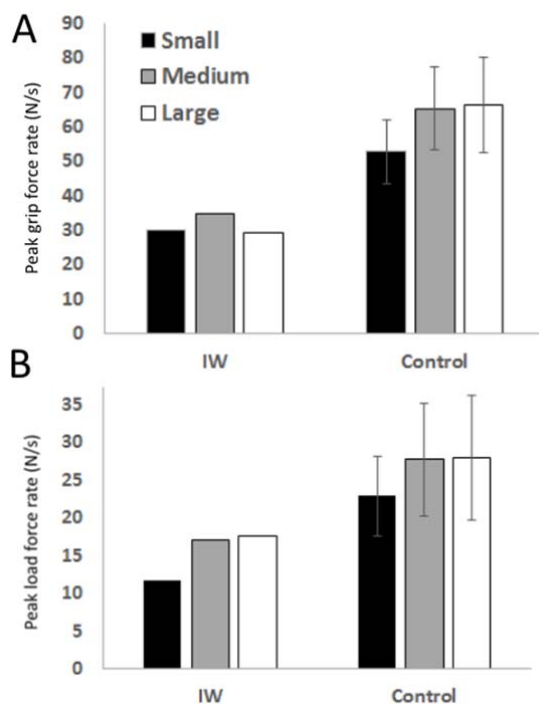 A
Peak grip force rate (N/s)
90
80
70
60
50
40
30
20
10
0
Small
Medium
Large
IW Control
B
Peak load force rate (N/s)
35
30
25
20
15
10
5
0
IW Control